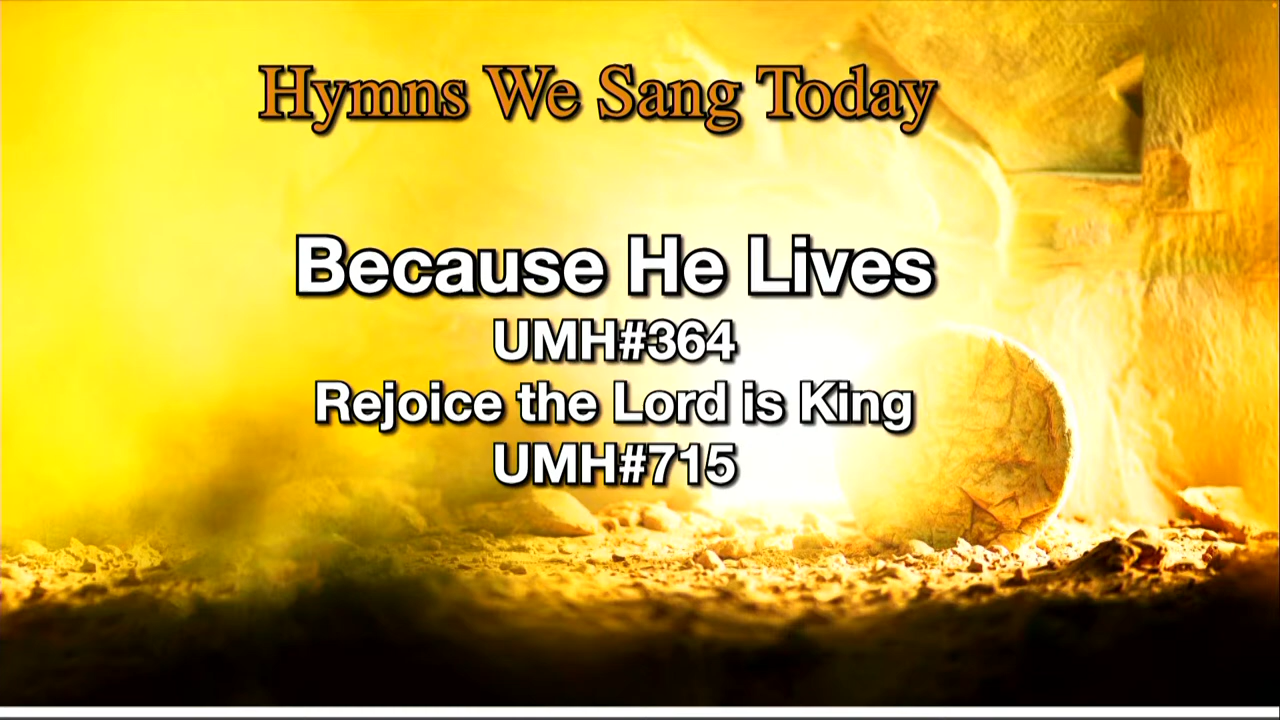 Hymns We Sang Today
Because He Lives
UMH#364
Rejoice the Lord is King
UMH#715